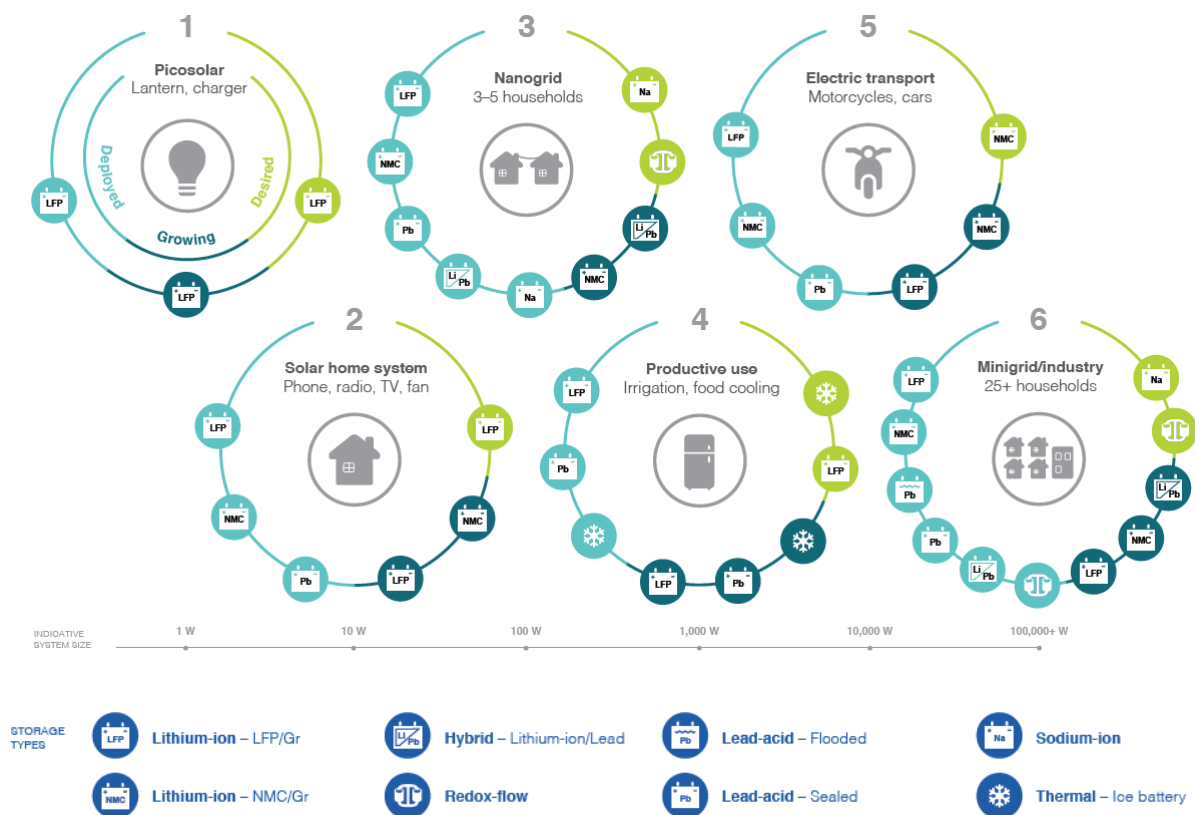 1
Picosolar
Lantern, charger
Deployed
Growing
Desired
LFP
LFP
LFP
3
Nanogrid
3–5 households
LFP
NMC
Pb
Li/Pb
Na
NMC
Li/Pb
Na
5
Electric transport
Motorcycles, cars
LFP
NMC
Pb
LFP
NMC
NMC
2
Solar home system
Phone, radio, TV, fan
LFP
NMC
Pb
LFP
NMC
LFP
4
Productive use
Irrigation, food cooling
LFP
Pb
LFP
Pb
LFP
6
Minigrid/industry
25+ households
LFP
NMC
Pb
Pb
Li/Pb
LFP
NMC
Li/Pb
Na
INDICATIVE
SYSTEM SIZE
1 W
10 W
100 W
1,000 W
10,000 W
100,000+ W
STORAGE
TYPES
LFP
Lithium-ion – LFP/Gr
Li/Pb
Hybrid – Lithium-ion/Lead
Pb
Lead-acid – Flooded
Na
Sodium-ion
NMC
Lithium-ion – NMC/Gr
Redox-flow
Pb
Lead-acid – Sealed
Thermal – Ice battery